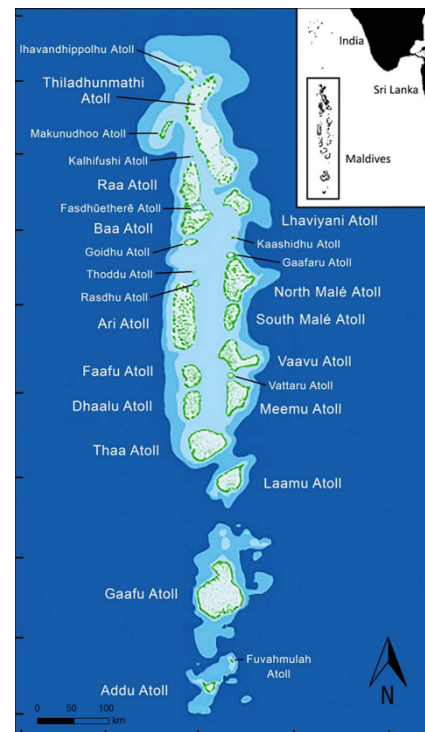 India
Sri Lanka
Maldives
Ihavandhippolhu Atoll
Thiladhunmathi
Atoll
Makunudhoo Atoll
Kalhifushi Atoll
Raa Atoll
Fasdhūetherē Atoll
Baa Atoll
Goidhu Atoll
Thoddu Atoll
Rasdhu Atoll
Ari Atoll
Faafu Atoll
Dhaalu Atoll
Thaa Atoll
Lhaviyani Atoll
Kaashidhu Atoll
Gaafaru Atoll
North Malé Atoll
South Malé Atoll
Vaavu Atoll
Vattaru Atoll
Meemu Atoll
Laamu Atoll
Gaafu Atoll
Fuvahmulah
Atoll
Addu Atoll
0 50 100
km
N